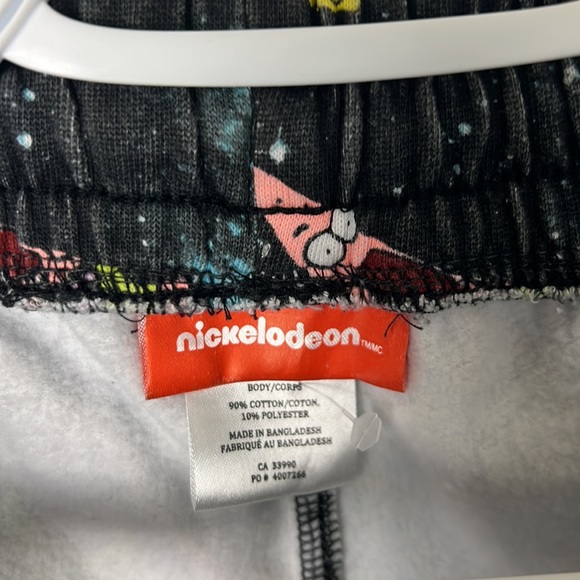 nickelodeon TM/MC
BODY/CORPS
90% COTTON/COTON,
10% POLYESTER
MADE IN BANGLADESH
FABRIQUÉ AU BANGLADESH
CA 33990
PO # 4007266